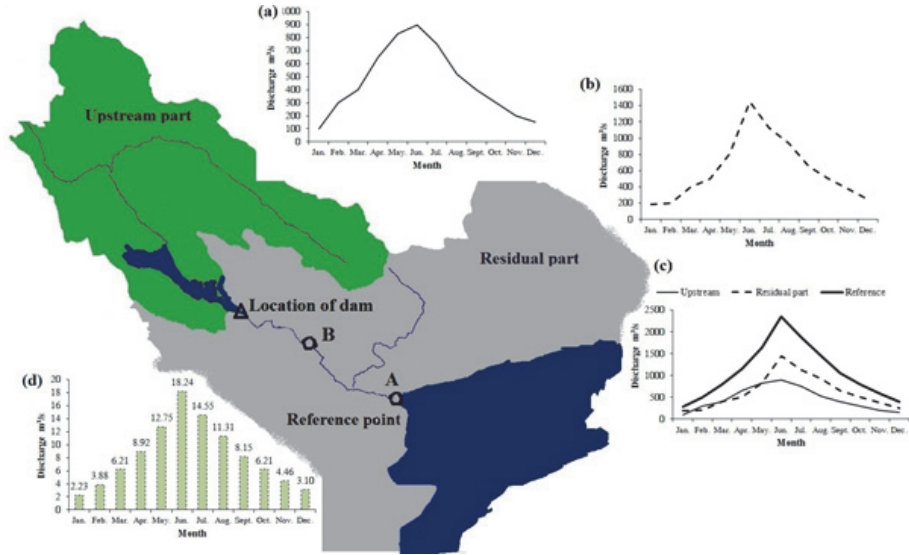 (a)
Discharge m³/s
1000
900
800
700
600
500
400
300
200
100
0
Jan. Feb. Mar. Apr. May. Jun. Jul. Aug. Sept. Oct. Nov. Dec.
Month
(b)
Discharge m³/s
1600
1400
1200
1000
800
600
400
200
0
Jan. Feb. Mar. Apr. May. Jun. Jul. Aug. Sept. Oct. Nov. Dec.
Month
Upstream part
Residual part
Location of dam
B
A
Reference point
(c)
Upstream Residual part Reference
Discharge m³/s
2500
2000
1500
1000
500
0
Jan. Feb. Mar. Apr. May. Jun. Jul. Aug. Sept. Oct. Nov. Dec.
Month
(d)
Discharge m³/s
20
18
16
14
12
10
8
6
4
2
0
2.23 3.88 6.21 8.92 12.75 18.24 14.55 11.31 8.15 6.21 4.46 3.10
Jan. Feb. Mar. Apr. May. Jun. Jul. Aug. Sept. Oct. Nov. Dec.
Month